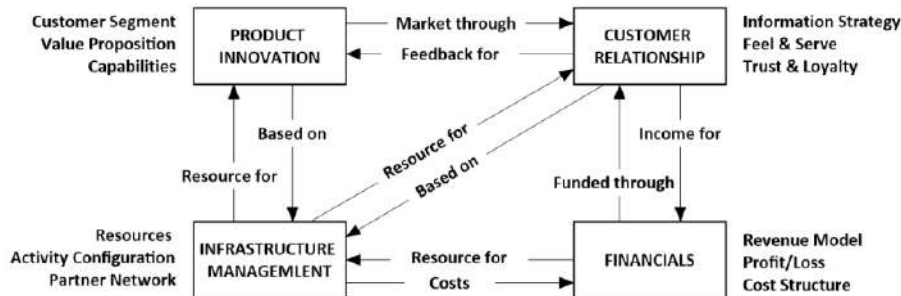 Customer Segment
Value Proposition
Capabilities
PRODUCT
INNOVATION
Market through
Feedback for
CUSTOMER
RELATIONSHIP
Information Strategy
Feel & Serve
Trust & Loyalty
Based on
Resource for
Resource for
Based on
Income for
Funded through
Resources
Activity Configuration
Partner Network
INFRASTRUCTURE
MANAGEMLENT
Resource for
Costs
FINANCIALS
Revenue Model
Profit/Loss
Cost Structure